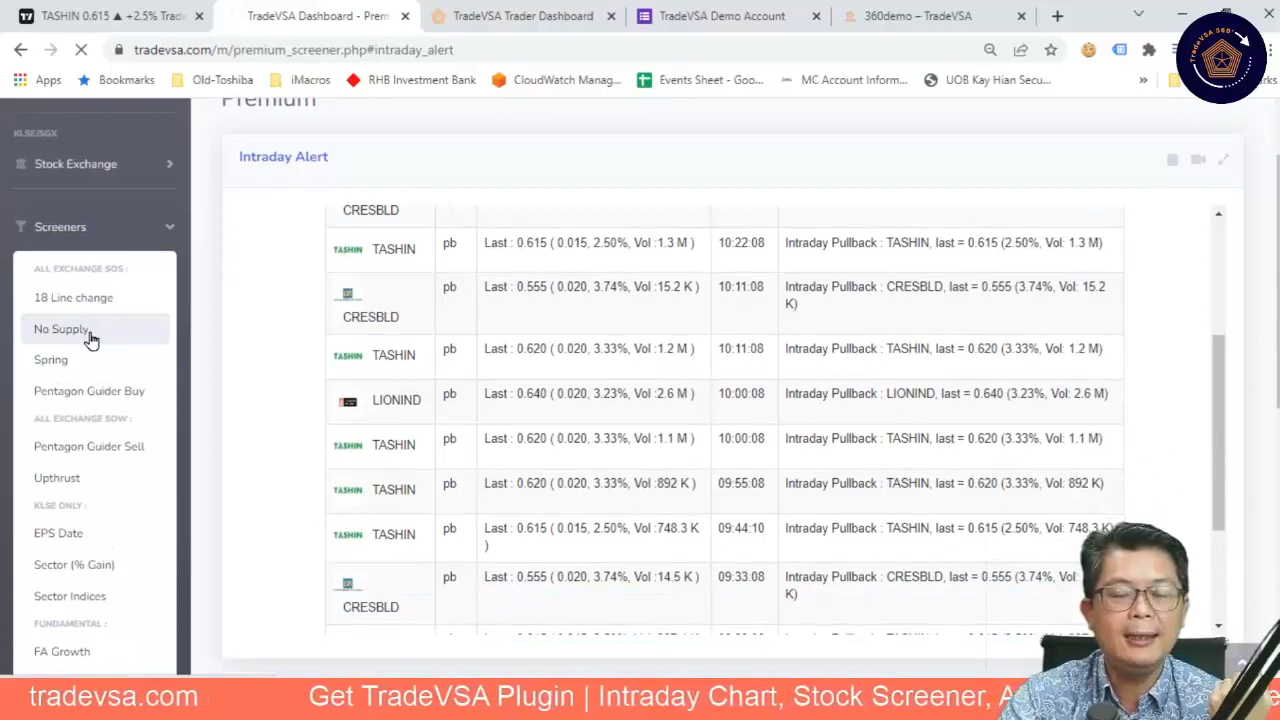 TASHIN 0.615 ▲ +2.5% Trade
TradeVSA Dashboard - Prem
TradeVSA Trader Dashboard
TradeVSA Demo Account
360demo – TradeVSA
tradevsa.com/m/premium_screener.php#intraday_alert
TradeVSA 360°
Apps
Bookmarks
Old-Toshiba
iMacros
RHB Investment Bank
CloudWatch Manag...
Events Sheet - Goo...
MC Account Inform...
UOB Kay Hian Secu...
»
Premium
KLSE/SGX
Stock Exchange
Screeners
ALL EXCHANGE SOS :
18 Line change
No Supply
Spring
Pentagon Guider Buy
ALL EXCHANGE SOW :
Pentagon Guider Sell
Upthrust
KLSE ONLY :
EPS Date
Sector (% Gain)
Sector Indices
FUNDAMENTAL :
FA Growth
Intraday Alert
CRESBLD
TASHIN TASHIN pb Last : 0.615 ( 0.015, 2.50%, Vol :1.3 M ) 10:22:08 Intraday Pullback : TASHIN, last = 0.615 (2.50%, Vol: 1.3 M)
pb Last : 0.555 ( 0.020, 3.74%, Vol :15.2 K ) 10:11:08 Intraday Pullback : CRESBLD, last = 0.555 (3.74%, Vol: 15.2
CRESBLD K)
TASHIN TASHIN pb Last : 0.620 ( 0.020, 3.33%, Vol :1.2 M ) 10:11:08 Intraday Pullback : TASHIN, last = 0.620 (3.33%, Vol: 1.2 M)
LIONIND pb Last : 0.640 ( 0.020, 3.23%, Vol :2.6 M ) 10:00:08 Intraday Pullback : LIONIND, last = 0.640 (3.23%, Vol: 2.6 M)
TASHIN TASHIN pb Last : 0.620 ( 0.020, 3.33%, Vol :1.1 M ) 10:00:08 Intraday Pullback : TASHIN, last = 0.620 (3.33%, Vol: 1.1 M)
TASHIN TASHIN pb Last : 0.620 ( 0.020, 3.33%, Vol :892 K ) 09:55:08 Intraday Pullback : TASHIN, last = 0.620 (3.33%, Vol: 892 K)
TASHIN TASHIN pb Last : 0.615 ( 0.015, 2.50%, Vol :748.3 K 09:44:10 Intraday Pullback : TASHIN, last = 0.615 (2.50%, Vol: 748.3 K)
)
pb Last : 0.555 ( 0.020, 3.74%, Vol :14.5 K ) 09:33:08 Intraday Pullback : CRESBLD, last = 0.555 (3.74%, Vol:
CRESBLD K)
tradevsa.com Get TradeVSA Plugin | Intraday Chart, Stock Screener, A